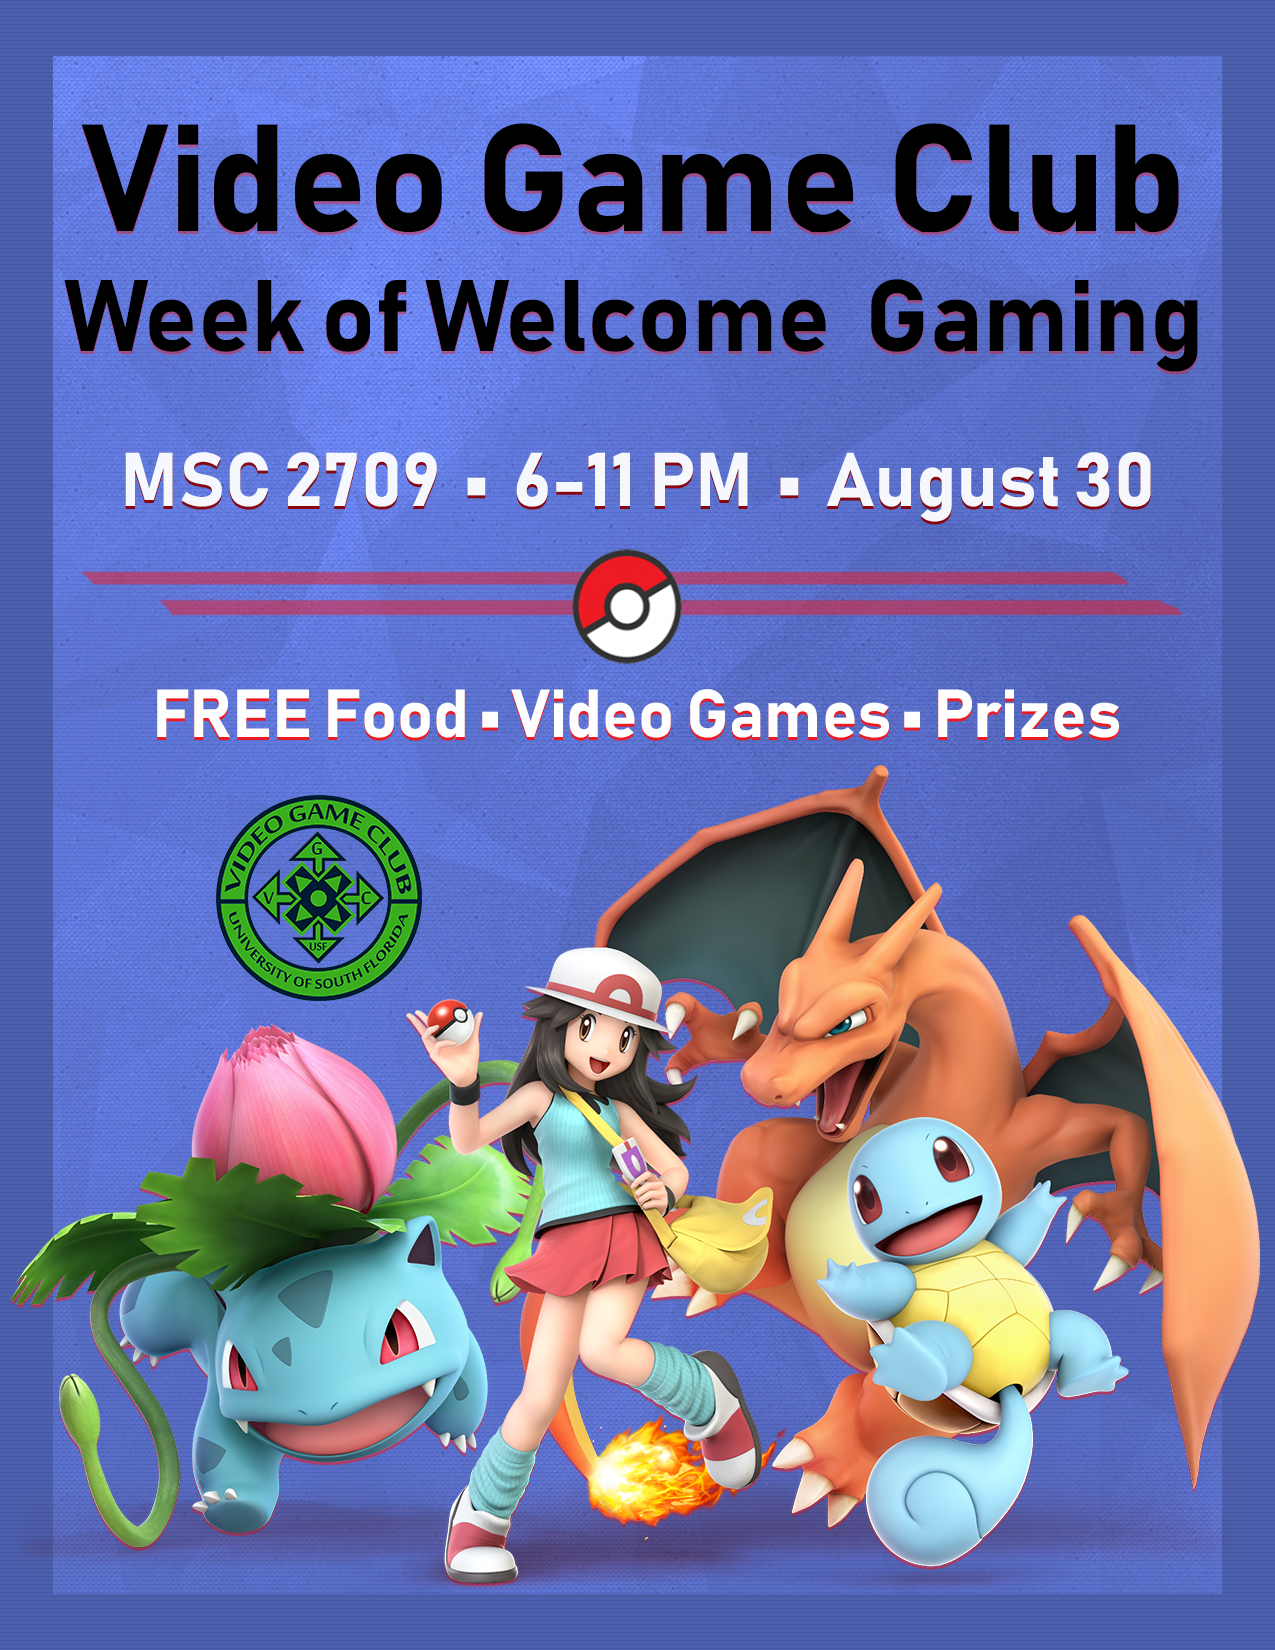 Video Game Club
Week of Welcome Gaming
MSC 2709 ▪ 6-11 PM ▪ August 30
FREE Food ▪ Video Games ▪ Prizes
VIDEO GAME CLUB
G
V C
USF
UNIVERSITY OF SOUTH FLORIDA